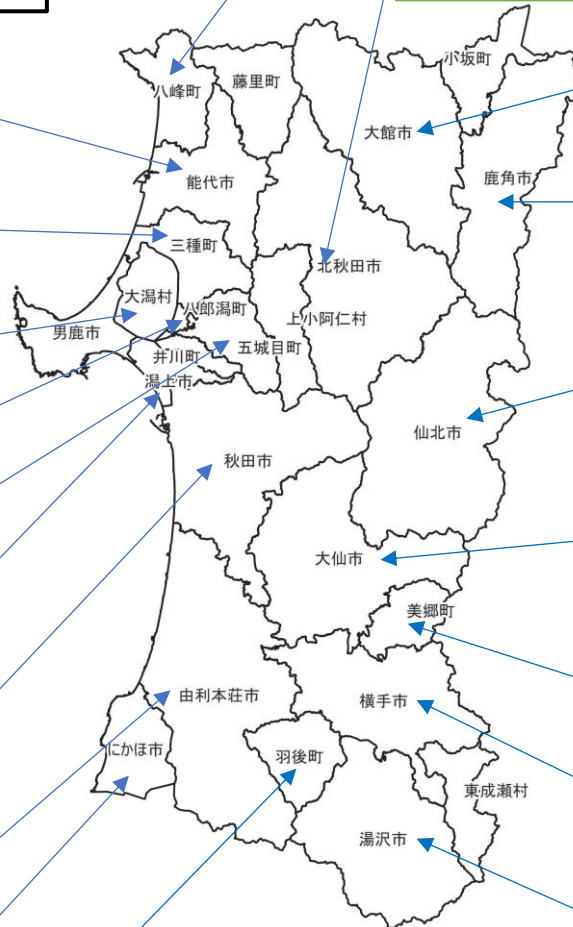 小坂町
八峰町
藤里町
大館市
能代市
鹿角市
三種町
北秋田市
大潟村
八郎潟町
上小阿仁村
男鹿市
井川町
五城目町
潟上市
仙北市
秋田市
大仙市
美郷町
由利本荘市
横手市
にかほ市
羽後町
東成瀬村
湯沢市